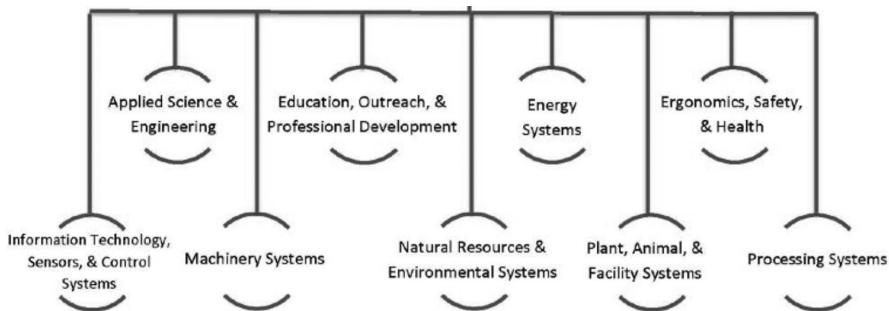 Applied Science &
Engineering
Education, Outreach, &
Professional Development
Energy
Systems
Ergonomics, Safety,
& Health
Information Technology,
Sensors, & Control
Systems
Machinery Systems
Natural Resources &
Environmental Systems
Plant, Animal, &
Facility Systems
Processing Systems